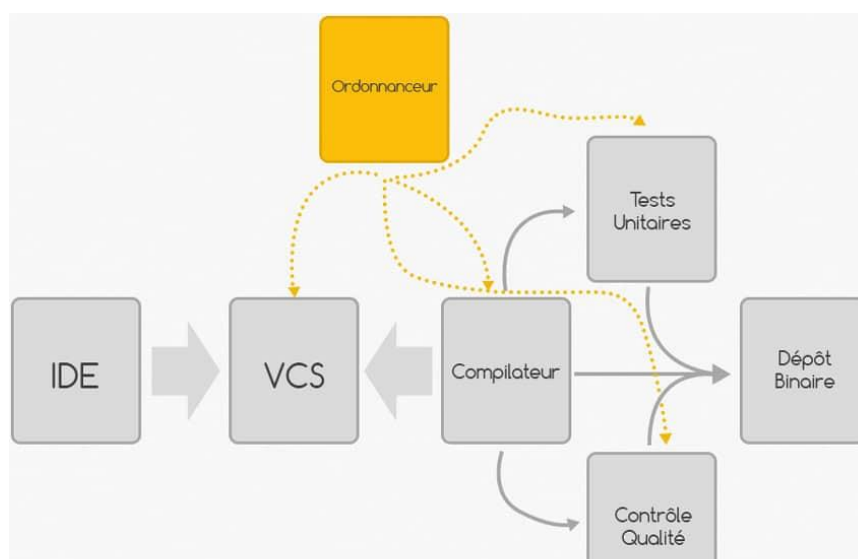 Ordonnanceur
Tests
Unitaires
IDE
VCS
Compilateur
Dépôt
Binaire
Contrôle
Qualité